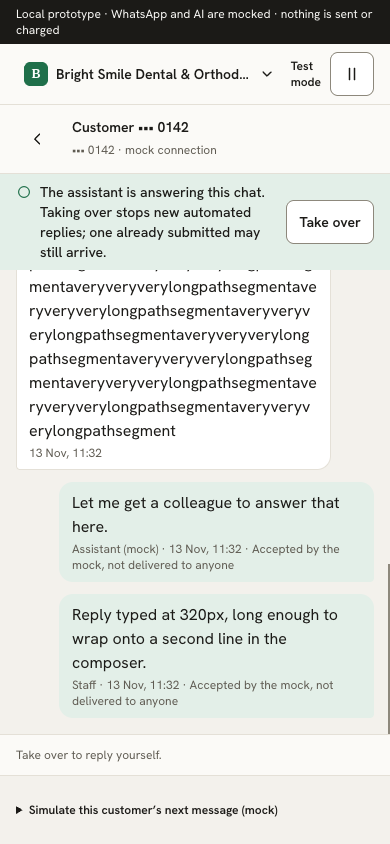 Local prototype · WhatsApp and AI are mocked · nothing is sent or
charged
B Bright Smile Dental & Orthod...
Test
mode
Customer ▪▪▪ 0142
▪▪▪ 0142 · mock connection
The assistant is answering this chat.
Taking over stops new automated
replies; one already submitted may
still arrive.
Take over
mentaveryveryverylongpathsegmentave
ryveryverylongpathsegmentaveryveryv
erylongpathsegmentaveryveryverylong
pathsegmentaveryveryverylongpathseg
mentaveryveryverylongpathsegmentave
ryveryverylongpathsegmentaveryveryv
erylongpathsegment
13 Nov, 11:32
Let me get a colleague to answer that
here.
Assistant (mock) · 13 Nov, 11:32 · Accepted by the
mock, not delivered to anyone
Reply typed at 320px, long enough to
wrap onto a second line in the
composer.
Staff · 13 Nov, 11:32 · Accepted by the mock, not
delivered to anyone
Take over to reply yourself.
Simulate this customer’s next message (mock)